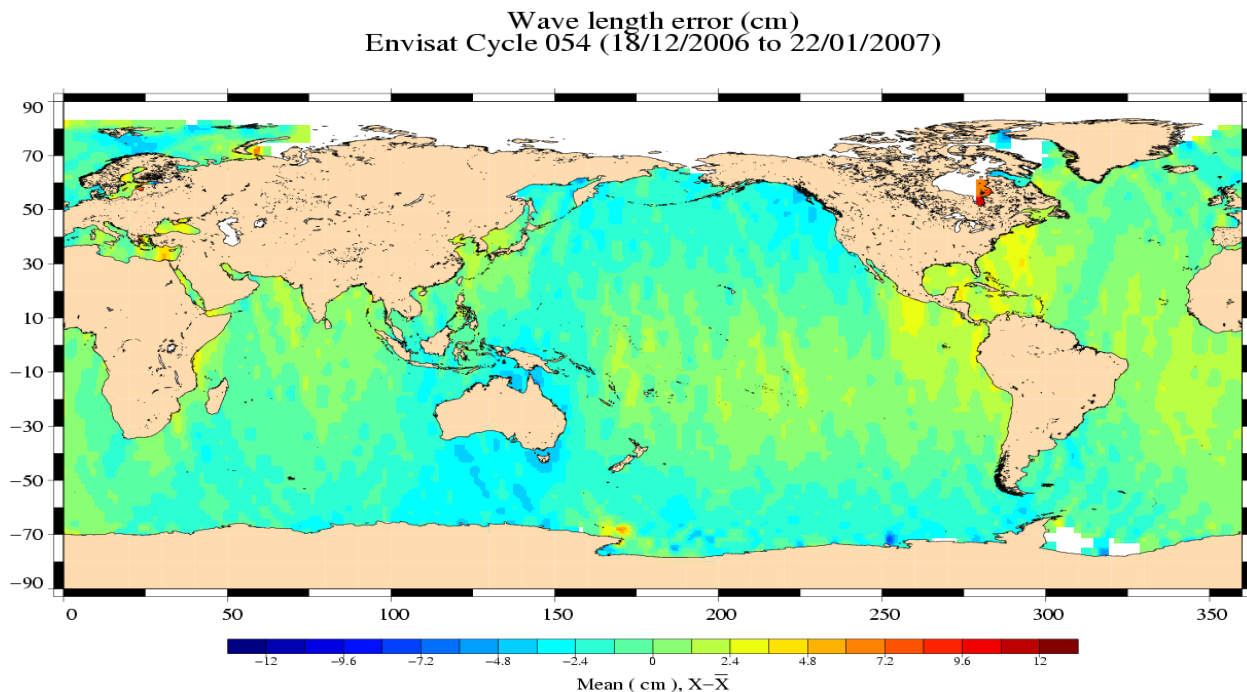 Wave length error (cm)
Envisat Cycle 054 (18/12/2006 to 22/01/2007)
90
70
50
30
10
−10
−30
−50
−70
−90
0 50 100 150 200 250 300 350
−12 −9.6 −7.2 −4.8 −2.4 0 2.4 4.8 7.2 9.6 12
Mean ( cm ), X−X̅